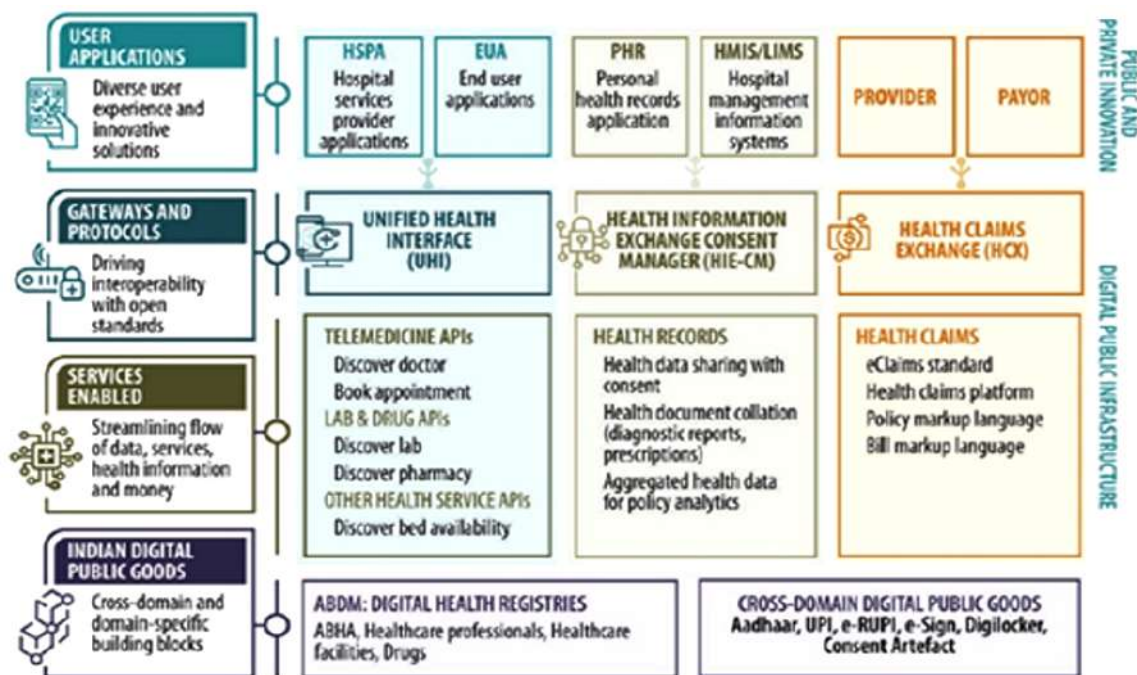 USER
APPLICATIONS
Diverse user
experience and
innovative
solutions
HSPA
Hospital
services
provider
applications
EUA
End user
applications
PHR
Personal
health records
application
HMIS/LIMS
Hospital
management
information
systems
PROVIDER
PAYOR
PUBLIC AND
PRIVATE INNOVATION
GATEWAYS AND
PROTOCOLS
Driving
interoperability
with open
standards
UNIFIED HEALTH
INTERFACE
(UHI)
HEALTH INFORMATION
EXCHANGE CONSENT
MANAGER (HIE-CM)
HEALTH CLAIMS
EXCHANGE (HCX)
DIGITAL PUBLIC INFRASTRUCTURE
SERVICES
ENABLED
Streamlining flow
of data, services,
health information
and money
TELEMEDICINE APIs
Discover doctor
Book appointment
LAB & DRUG APIs
Discover lab
Discover pharmacy
OTHER HEALTH SERVICE APIs
Discover bed availability
HEALTH RECORDS
Health data sharing with
consent
Health document collation
(diagnostic reports,
prescriptions)
Aggregated health data
for policy analytics
HEALTH CLAIMS
eClaims standard
Health claims platform
Policy markup language
Bill markup language
INDIAN DIGITAL
PUBLIC GOODS
Cross-domain and
domain-specific
building blocks
ABDM: DIGITAL HEALTH REGISTRIES
ABHA, Healthcare professionals, Healthcare
facilities, Drugs
CROSS-DOMAIN DIGITAL PUBLIC GOODS
Aadhaar, UPI, e-RUPI, e-Sign, Digilocker,
Consent Artefact